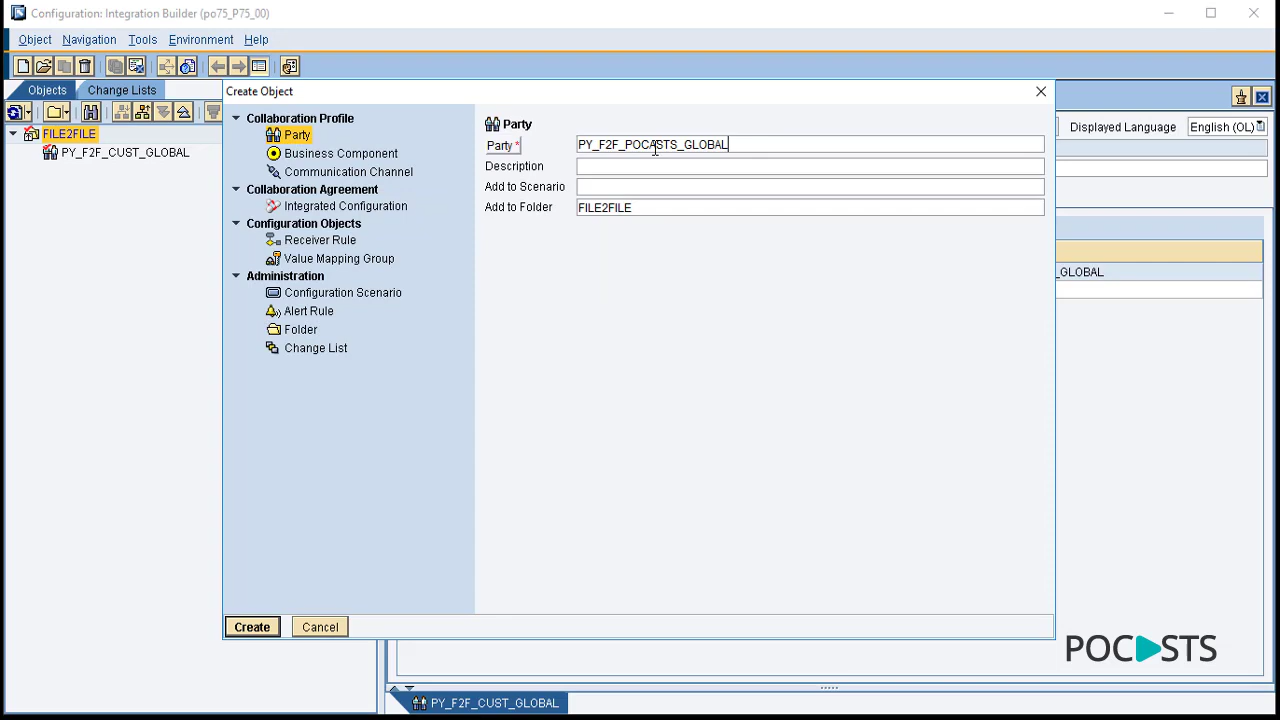 Configuration: Integration Builder (po75_P75_00)
Object Navigation Tools Environment Help
Objects Change Lists
FILE2FILE
PY_F2F_CUST_GLOBAL
Create Object
Collaboration Profile
Party
Business Component
Communication Channel
Collaboration Agreement
Integrated Configuration
Configuration Objects
Receiver Rule
Value Mapping Group
Administration
Configuration Scenario
Alert Rule
Folder
Change List
Party
Party * PY_F2F_POCASTS_GLOBAL
Description
Add to Scenario
Add to Folder FILE2FILE
Create Cancel
Displayed Language English (OL)
_GLOBAL
POCASTS
PY_F2F_CUST_GLOBAL